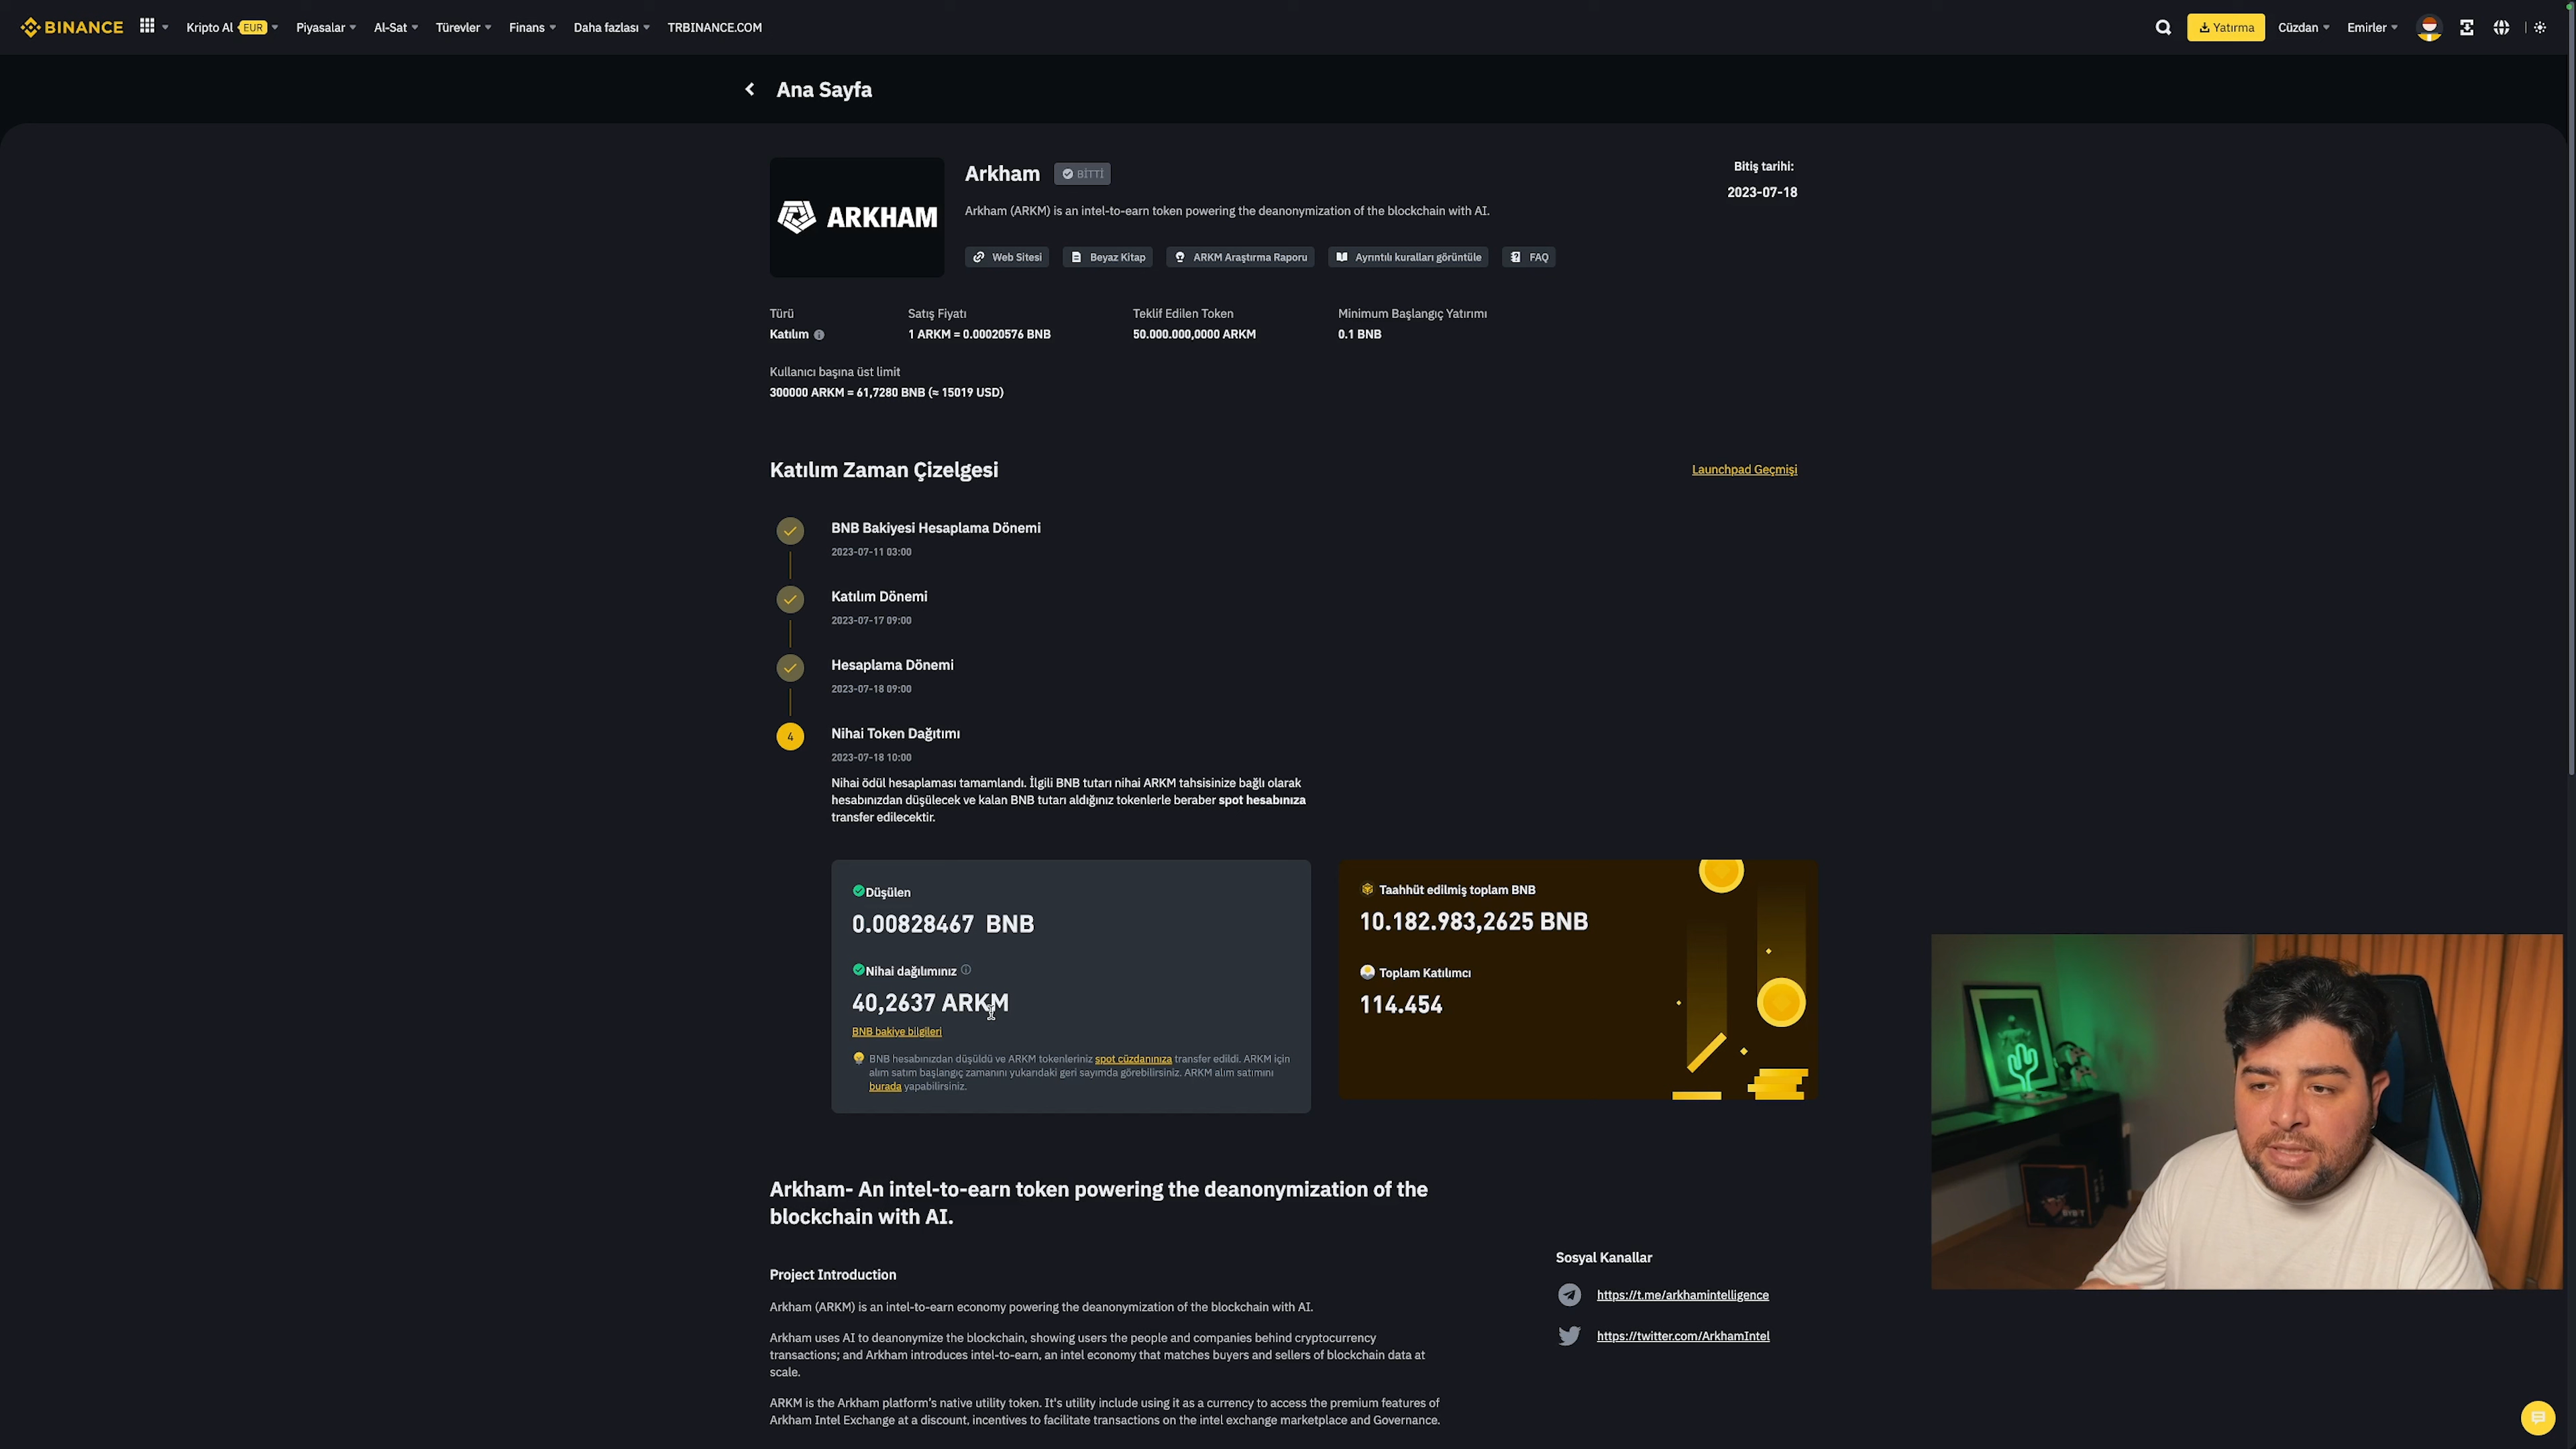 BINANCE
Kripto Al EUR
Piyasalar
Al-Sat
Türevler
Finans
Daha fazlası
TRBINANCE.COM
Yatırma
Cüzdan
Emirler
Ana Sayfa
ARKHAM
Arkham BİTTİ
Bitiş tarihi:
2023-07-18
Arkham (ARKM) is an intel-to-earn token powering the deanonymization of the blockchain with AI.
Web Sitesi
Beyaz Kitap
ARKM Araştırma Raporu
Ayrıntılı kuralları görüntüle
FAQ
Türü
Katılım
Satış Fiyatı
1 ARKM = 0.00020576 BNB
Teklif Edilen Token
50.000.000,0000 ARKM
Minimum Başlangıç Yatırımı
0.1 BNB
Kullanıcı başına üst limit
300000 ARKM = 61,7280 BNB (≈ 15019 USD)
Katılım Zaman Çizelgesi
Launchpad Geçmişi
BNB Bakiyesi Hesaplama Dönemi
2023-07-11 03:00
Katılım Dönemi
2023-07-17 09:00
Hesaplama Dönemi
2023-07-18 09:00
4
Nihai Token Dağıtımı
2023-07-18 10:00
Nihai ödül hesaplaması tamamlandı. İlgili BNB tutarı nihai ARKM tahsisinize bağlı olarak
hesabınızdan düşülecek ve kalan BNB tutarı aldığınız tokenlerle beraber spot hesabınıza
transfer edilecektir.
Düşülen
0.00828467 BNB
Nihai dağılımınız
40,2637 ARKM
BNB bakiye bilgileri
BNB hesabınızdan düşüldü ve ARKM tokenleriniz spot cüzdanınıza transfer edildi. ARKM için
alım satım başlangıç zamanını yukarıdaki geri sayımda görebilirsiniz. ARKM alım satımını
burada yapabilirsiniz.
Taahhüt edilmiş toplam BNB
10.182.983,2625 BNB
Toplam Katılımcı
114.454
Arkham- An intel-to-earn token powering the deanonymization of the
blockchain with AI.
Project Introduction
Arkham (ARKM) is an intel-to-earn economy powering the deanonymization of the blockchain with AI.
Arkham uses AI to deanonymize the blockchain, showing users the people and companies behind cryptocurrency
transactions; and Arkham introduces intel-to-earn, an intel economy that matches buyers and sellers of blockchain data at
scale.
ARKM is the Arkham platform's native utility token. It's utility include using it as a currency to access the premium features of
Arkham Intel Exchange at a discount, incentives to facilitate transactions on the intel exchange marketplace and Governance.
Sosyal Kanallar
https://t.me/arkhamintelligence
https://twitter.com/ArkhamIntel